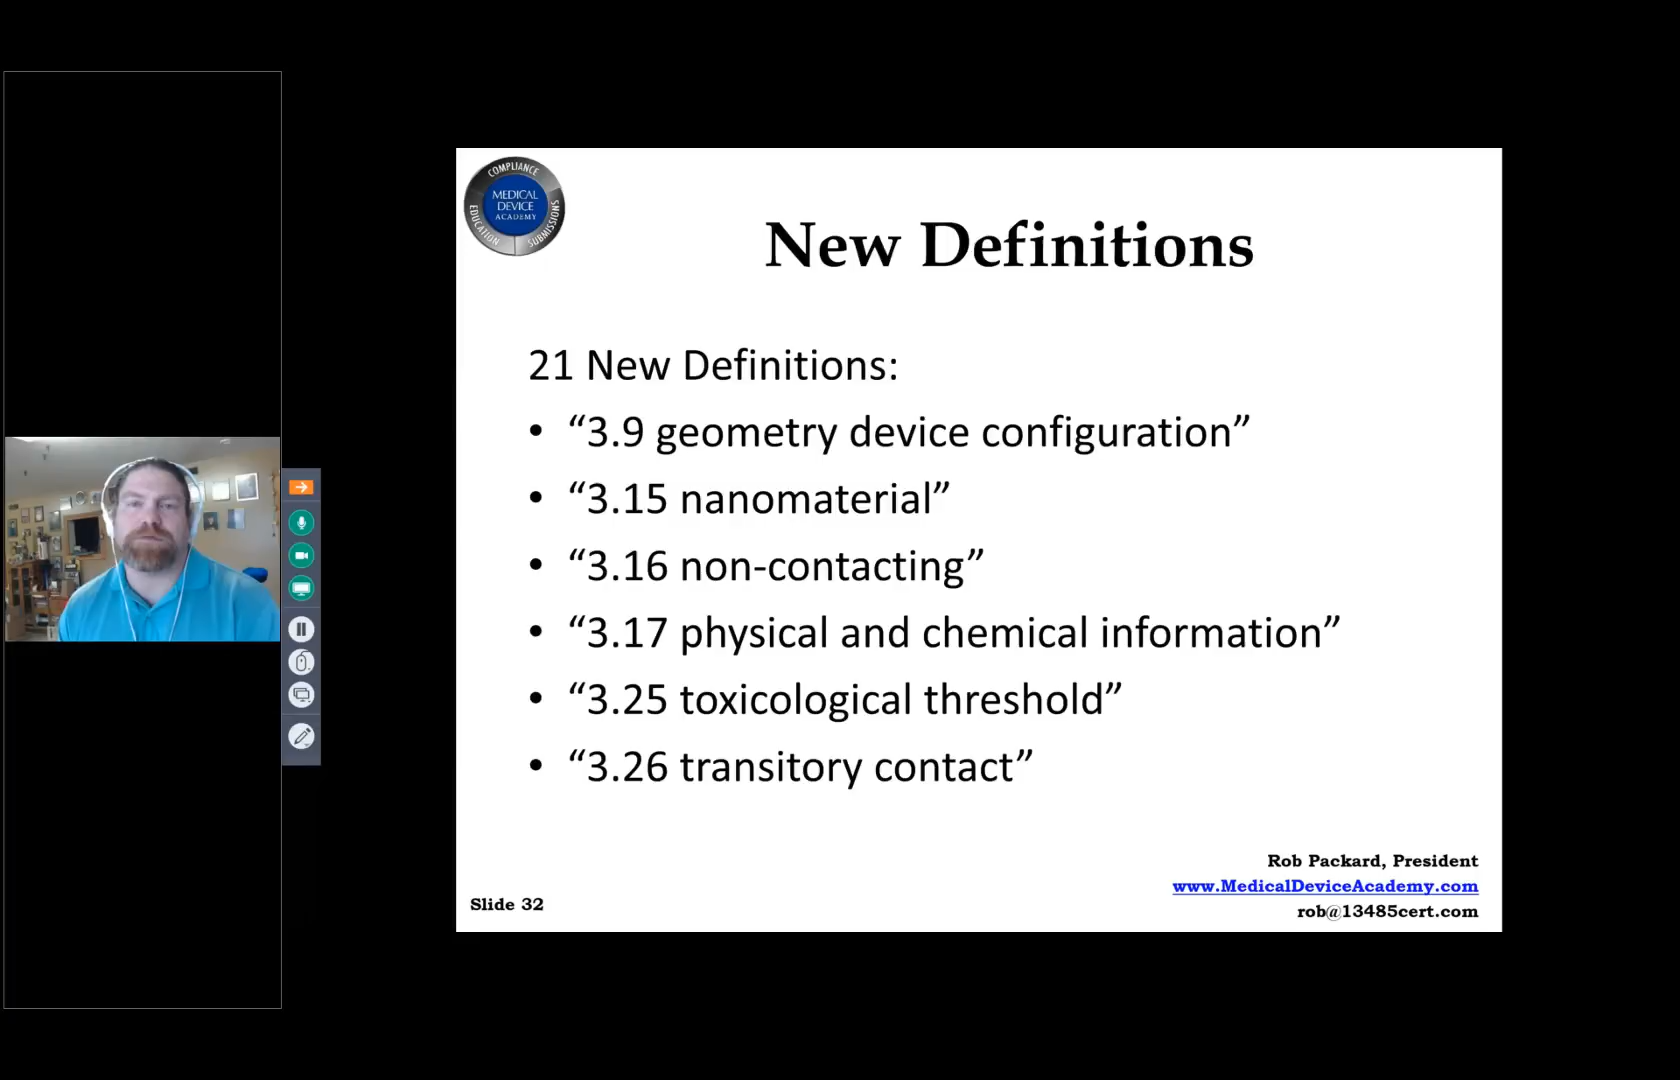 COMPLIANCE
MEDICAL
DEVICE
ACADEMY
EDUCATION
SUBMISSIONS
New Definitions
21 New Definitions:
• “3.9 geometry device configuration”
• “3.15 nanomaterial”
• “3.16 non-contacting”
• “3.17 physical and chemical information”
• “3.25 toxicological threshold”
• “3.26 transitory contact”
Rob Packard, President
www.MedicalDeviceAcademy.com
rob@13485cert.com
Slide 32